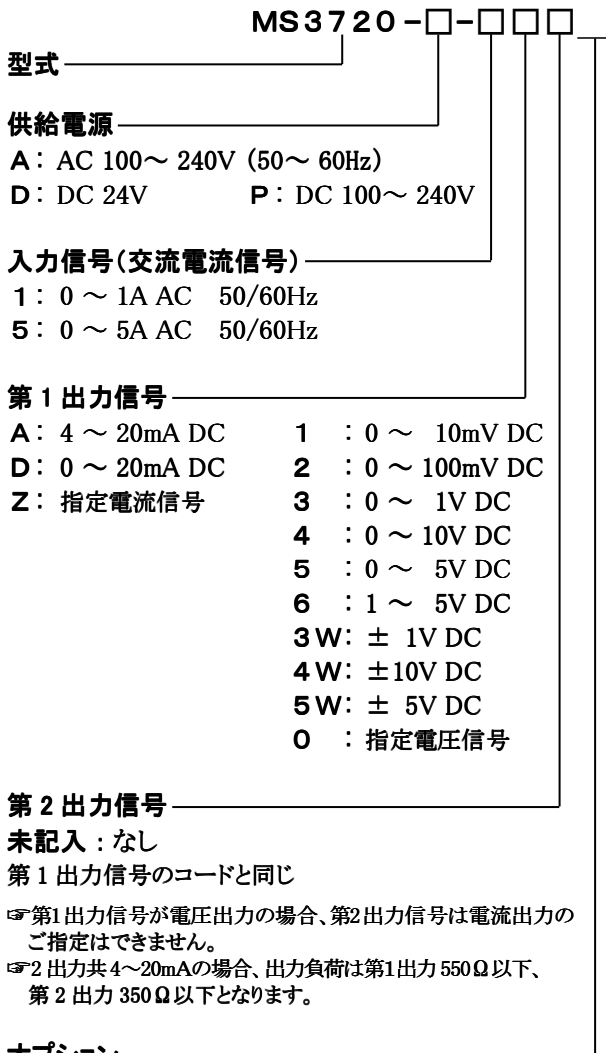 MS3720-□-□□□
型式
供給電源
A: AC 100～240V (50～60Hz)
D: DC 24V P: DC 100～240V
入力信号(交流電流信号)
1: 0 ～ 1A AC 50/60Hz
5: 0 ～ 5A AC 50/60Hz
第1出力信号
A: 4 ～ 20mA DC 1 : 0 ～ 10mV DC
D: 0 ～ 20mA DC 2 : 0 ～ 100mV DC
Z: 指定電流信号 3 : 0 ～ 1V DC
4 : 0 ～ 10V DC
5 : 0 ～ 5V DC
6 : 1 ～ 5V DC
3W: ± 1V DC
4W: ±10V DC
5W: ± 5V DC
0 : 指定電圧信号
第2出力信号
未記入 : なし
第1出力信号のコードと同じ
☞第1出力信号が電圧出力の場合、第2出力信号は電流出力の
ご指定はできません。
☞2出力共4～20mAの場合、出力負荷は第1出力550Ω以下、
第2出力350Ω以下となります。
オプション